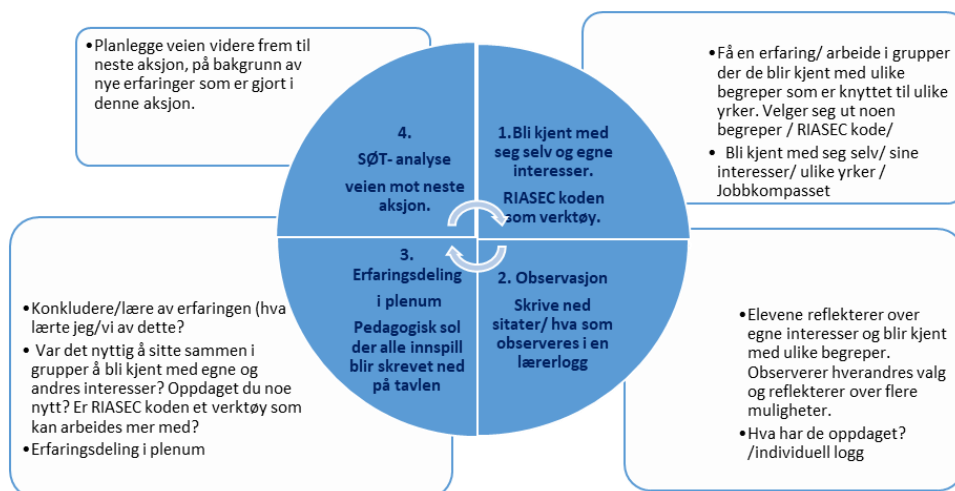 •Planlegge veien videre frem til
neste aksjon, på bakgrunn av
nye erfaringer som er gjort i
denne aksjon.
•Få en erfaring/ arbeide i grupper
der de blir kjent med ulike
begreper som er knyttet til ulike
yrker. Velger seg ut noen
begreper / RIASEC kode/
• Bli kjent med seg selv/ sine
interesser/ ulike yrker /
Jobbkompasset
4.
SØT- analyse
veien mot neste
aksjon.
1.Bli kjent med
seg selv og egne
interesser.
RIASEC koden
som verktøy.
3.
Erfaringsdeling
i plenum
Pedagogisk sol
der alle innspill
blir skrevet ned
på tavlen
2. Observasjon
Skrive ned
sitater/ hva som
observeres i en
lærerlogg
•Konkludere/lære av erfaringen (hva
lærte jeg/vi av dette?
• Var det nyttig å sitte sammen i
grupper å bli kjent med egne og
andres interesser? Oppdaget du noe
nytt? Er RIASEC koden et verktøy som
kan arbeides mer med?
•Erfaringsdeling i plenum
•Elevene reflekterer over
egne interesser og blir kjent
med ulike begreper.
Observerer hverandres valg
og reflekterer over flere
muligheter.
•Hva har de oppdaget?
/individuell logg